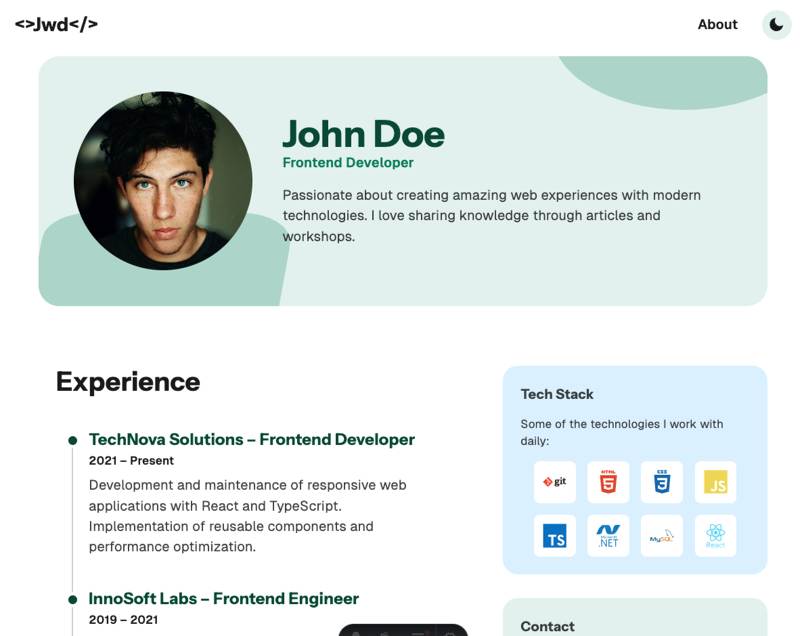 <>Jwd</>
About
John Doe
Frontend Developer
Passionate about creating amazing web experiences with modern
technologies. I love sharing knowledge through articles and
workshops.
Experience
TechNova Solutions – Frontend Developer
2021 – Present
Development and maintenance of responsive web
applications with React and TypeScript.
Implementation of reusable components and
performance optimization.
InnoSoft Labs – Frontend Engineer
2019 – 2021
Tech Stack
Some of the technologies I work with
daily:
git
HTML
5
CSS
3
JS
TS
.NET
MySQL
React
Contact